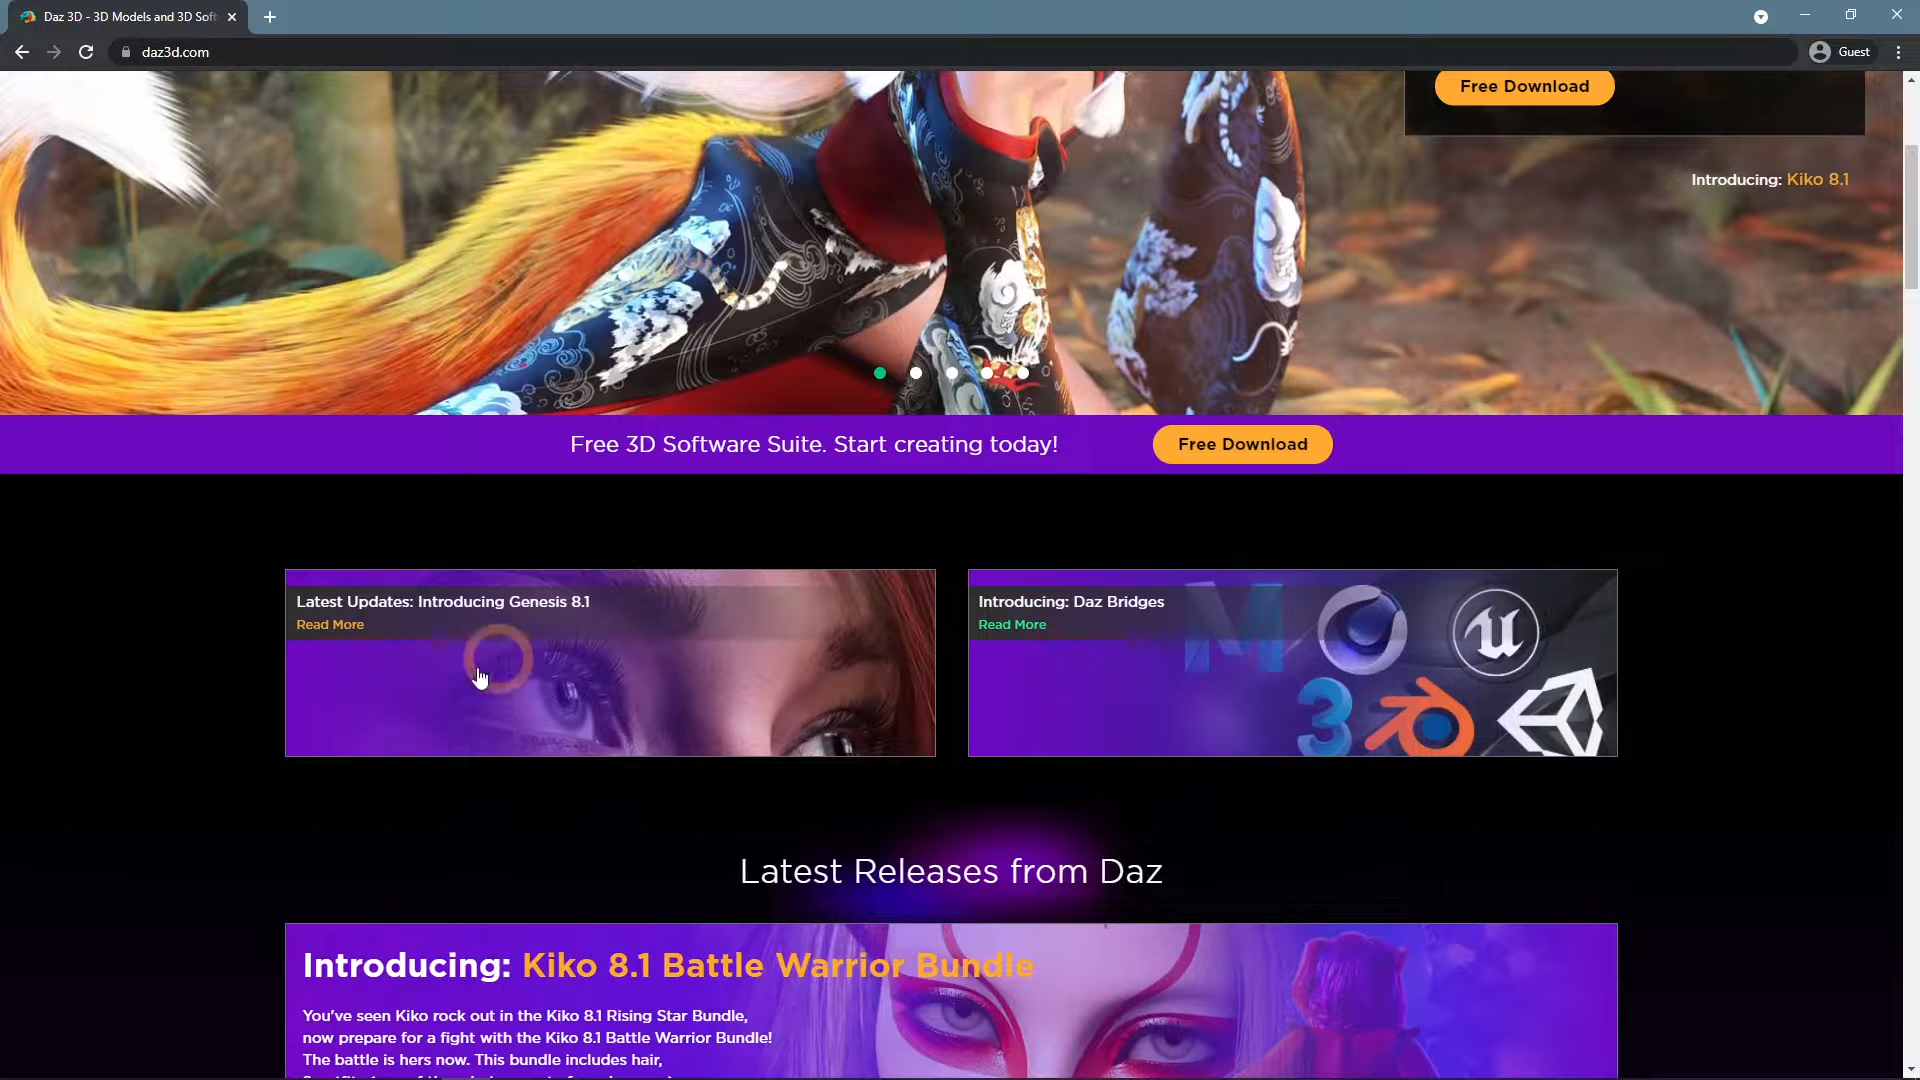 Daz 3D - 3D Models and 3D Soft
daz3d.com
Guest
Free Download
Introducing: Kiko 8.1
Free 3D Software Suite. Start creating today!
Free Download
Latest Updates: Introducing Genesis 8.1
Read More
Introducing: Daz Bridges
Read More
Latest Releases from Daz
Introducing: Kiko 8.1 Battle Warrior Bundle
You've seen Kiko rock out in the Kiko 8.1 Rising Star Bundle,
now prepare for a fight with the Kiko 8.1 Battle Warrior Bundle!
The battle is hers now. This bundle includes hair,